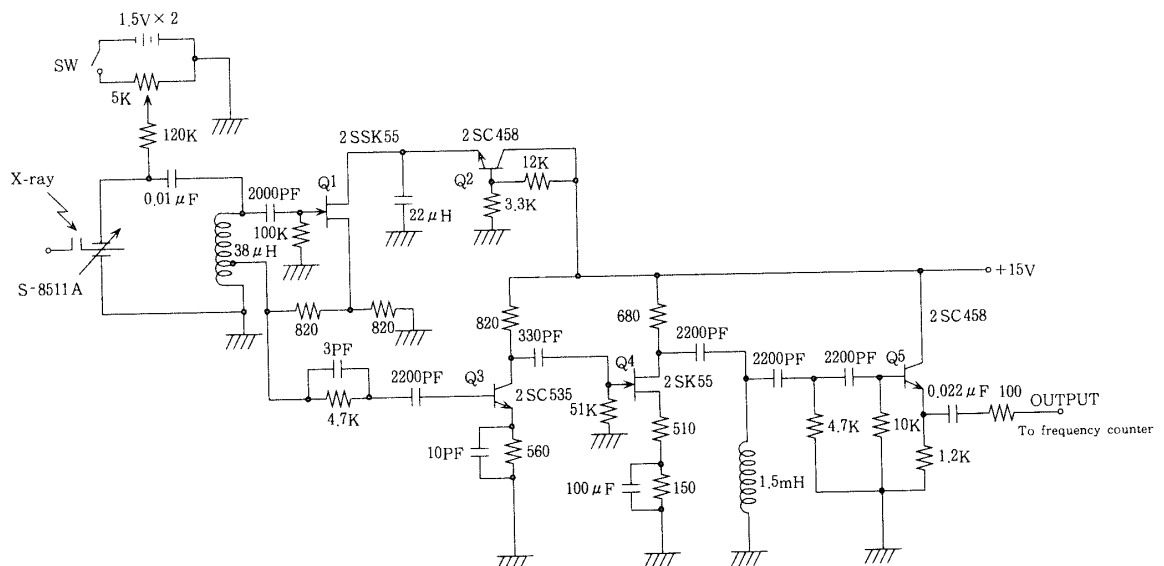 1.5V × 2
SW
5K
120K
2SSK55
2SC458
X-ray
12K
Q1
Q2
2000PF
0.01μF
3.3K
100K
22μH
38μH
S-8511A
+15V
820
820
820
680
2SC458
330PF
2200PF
3PF
2200PF
2200PF
Q5
Q4
2200PF
Q3
2SK55
0.022μF
100
2SC535
OUTPUT
4.7K
51K
4.7K
10K
To frequency counter
510
10PF
560
1.2K
100μF
150
1.5mH